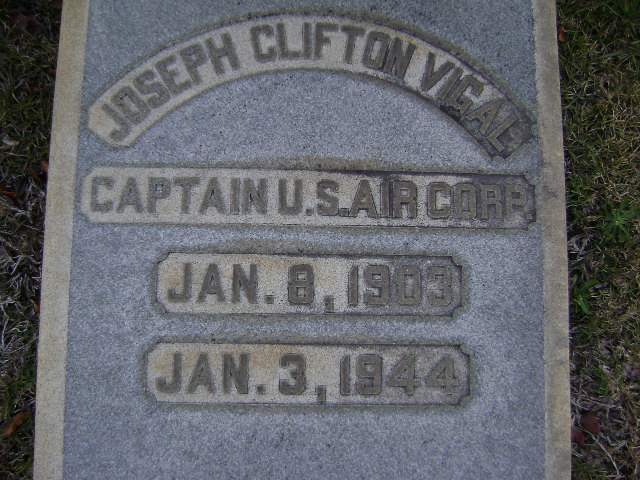 JOSEPH CLIFTON VIGAL
CAPTAIN U.S. AIR CORP.
JAN. 8, 1903
JAN. 3, 1944